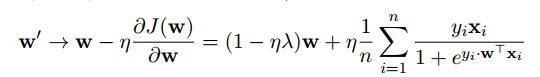 w′ → w − η ∂J(w)/∂w = (1 − ηλ)w + η 1/n ∑_{i=1}^{n} y_i x_i / (1 + e^{y_i·w^⊤x_i})